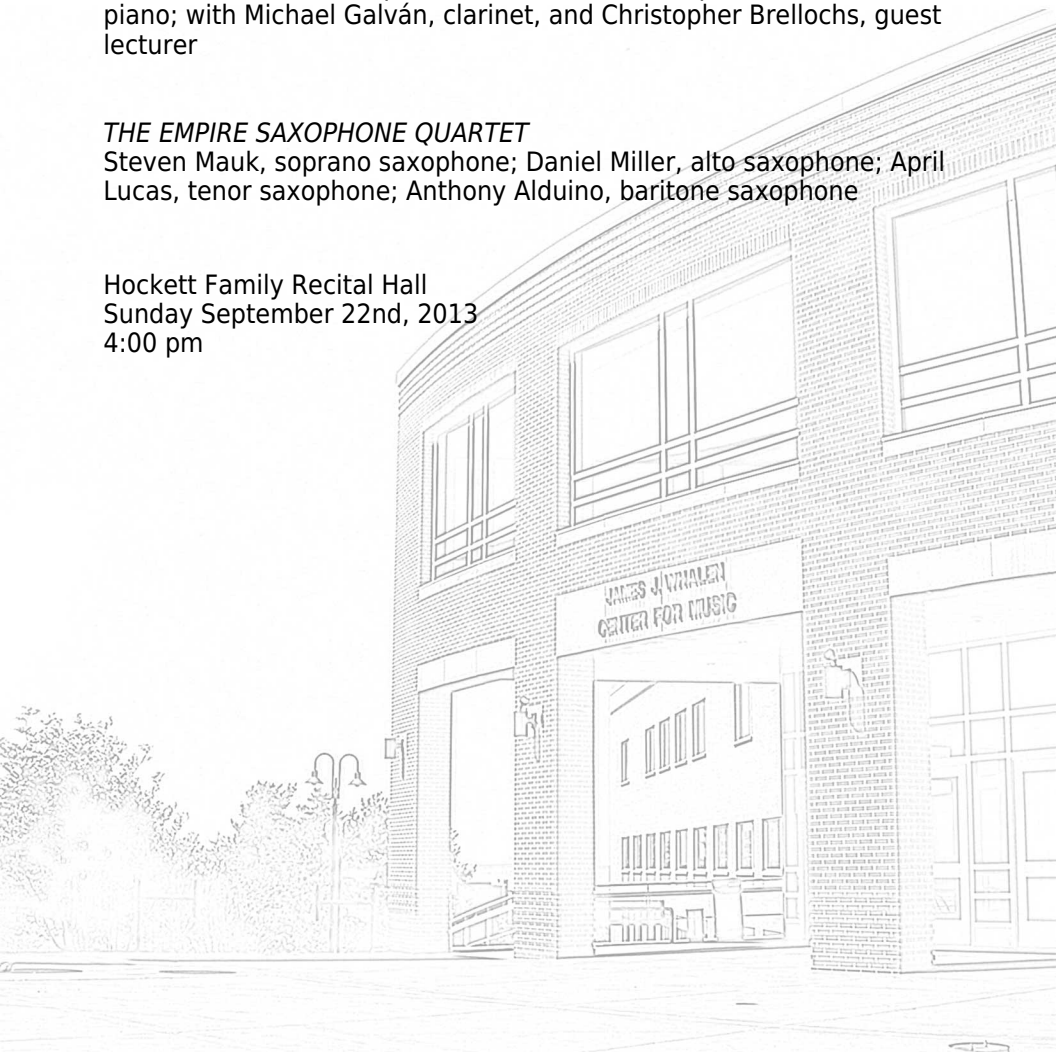 piano; with Michael Galván, clarinet, and Christopher Brellochs, guest
lecturer
THE EMPIRE SAXOPHONE QUARTET
Steven Mauk, soprano saxophone; Daniel Miller, alto saxophone; April
Lucas, tenor saxophone; Anthony Alduino, baritone saxophone
Hockett Family Recital Hall
Sunday September 22nd, 2013
4:00 pm
JAMES J. WHALEN
CENTER FOR MUSIC